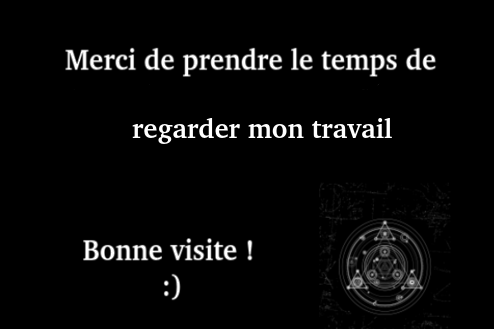 Merci de prendre le temps de
regarder mon travail
Bonne visite !
:)